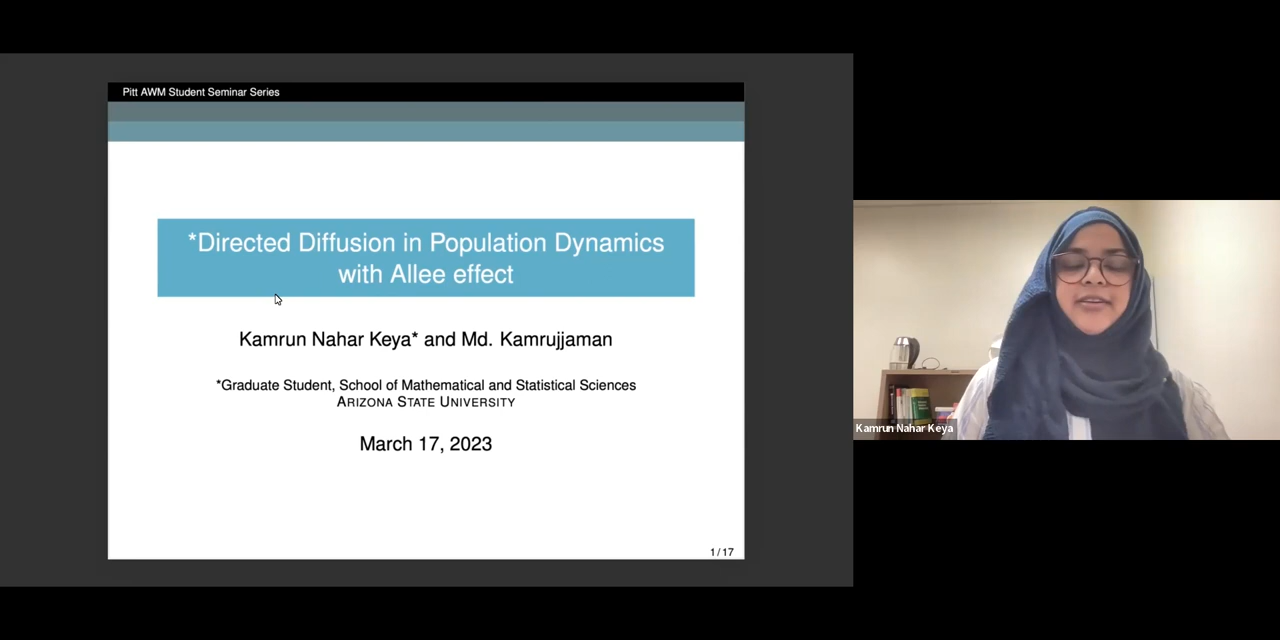 Pitt AWM Student Seminar Series
*Directed Diffusion in Population Dynamics
with Allee effect
Kamrun Nahar Keya* and Md. Kamrujjaman
*Graduate Student, School of Mathematical and Statistical Sciences
ARIZONA STATE UNIVERSITY
March 17, 2023
1 / 17
Kamrun Nahar Keya